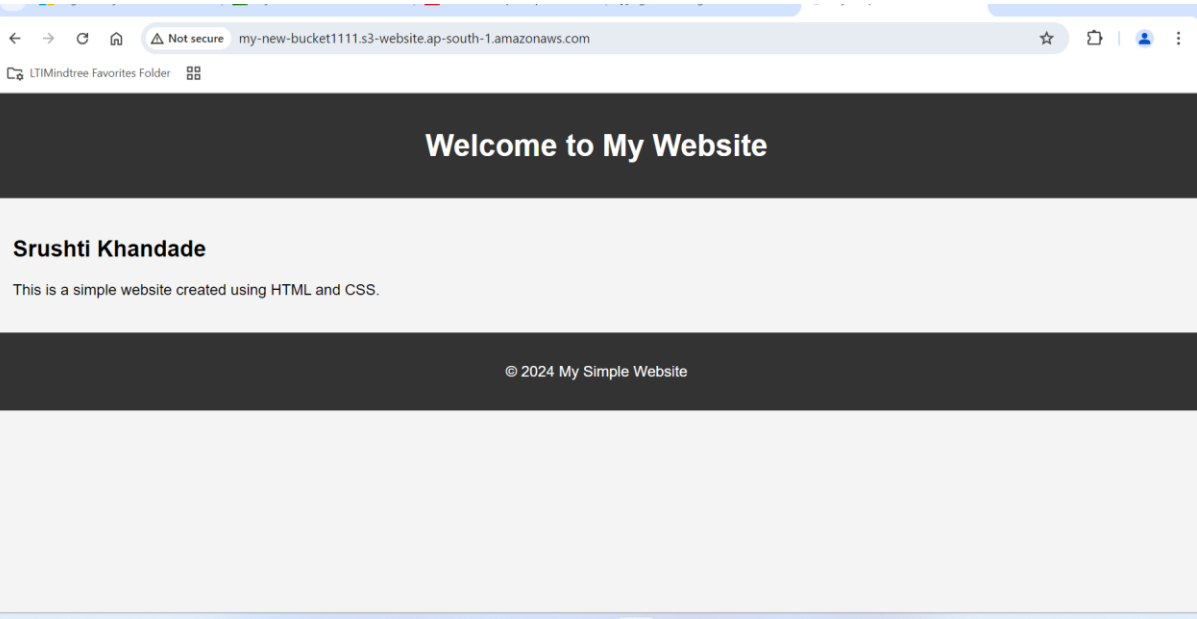 Not secure my-new-bucket1111.s3-website.ap-south-1.amazonaws.com
LTIMindtree Favorites Folder
Welcome to My Website
Srushti Khandade
This is a simple website created using HTML and CSS.
© 2024 My Simple Website